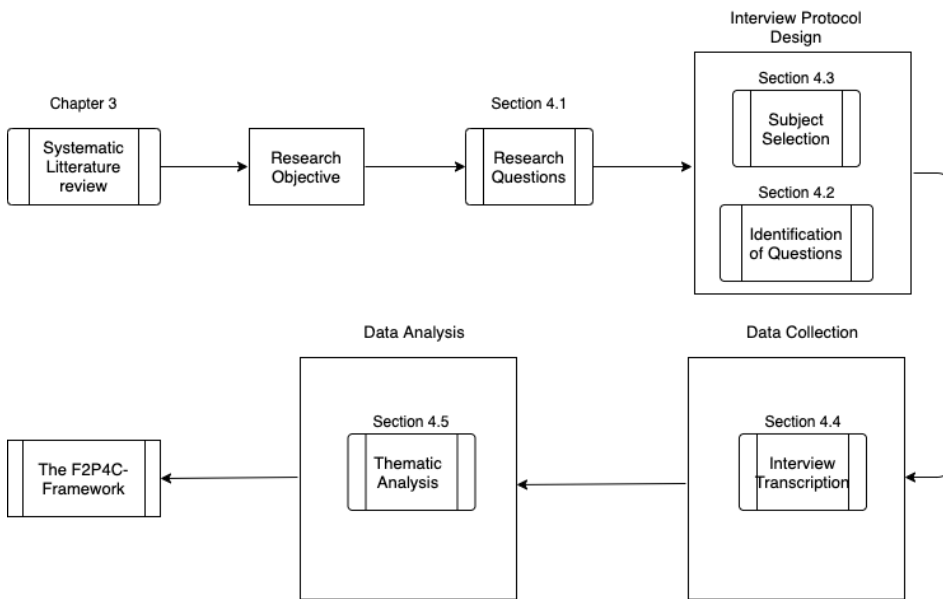 Interview Protocol
Design
Chapter 3
Systematic
Litterature
review
Research
Objective
Section 4.1
Research
Questions
Section 4.3
Subject
Selection
Section 4.2
Identification
of Questions
Data Collection
Section 4.4
Interview
Transcription
Data Analysis
Section 4.5
Thematic
Analysis
The F2P4C-
Framework